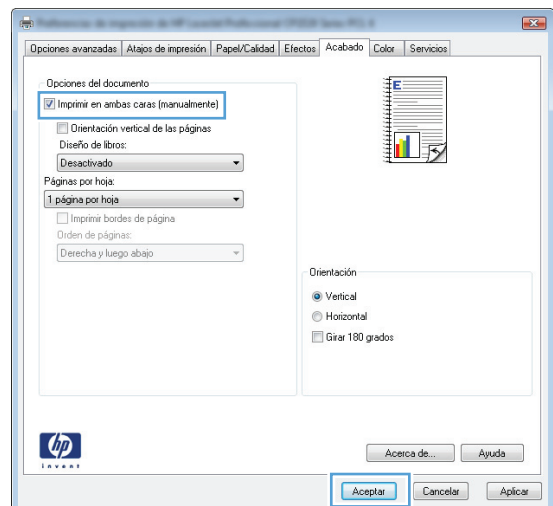 Opciones avanzadas Atajos de impresión Papel/Calidad Efectos Acabado Color Servicios
Opciones del documento
Imprimir en ambas caras (manualmente)
Orientación vertical de las páginas
Diseño de libros:
Desactivado
Páginas por hoja:
1 página por hoja
Imprimir bordes de página
Orden de páginas:
Derecha y luego abajo
E
Orientación
Vertical
Horizontal
Girar 180 grados
hp
invent
Acerca de... Ayuda
Aceptar Cancelar Aplicar